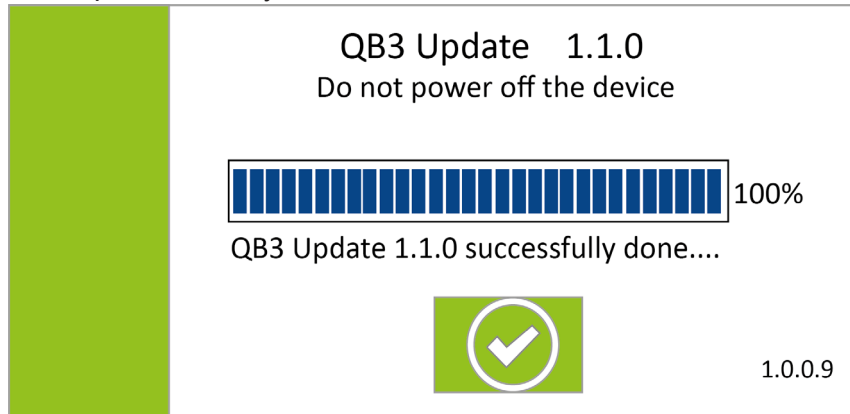 QB3 Update 1.1.0
Do not power off the device
100%
QB3 Update 1.1.0 successfully done....
1.0.0.9